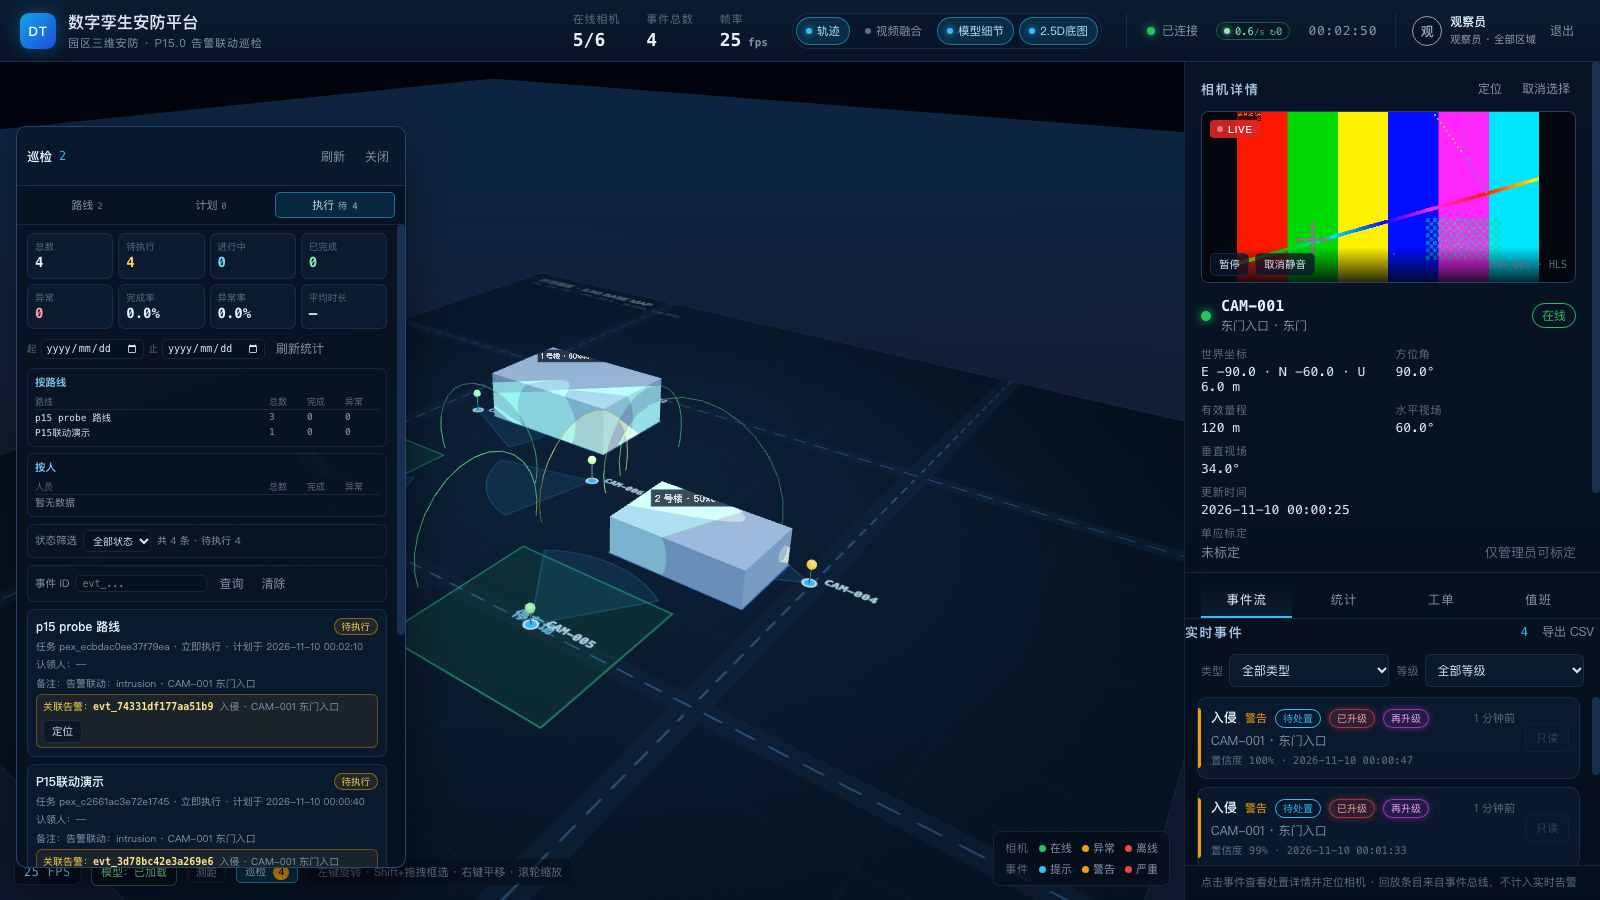 DT
数字孪生安防平台
园区三维安防 · P15.0 告警联动巡检
在线相机
5/6
事件总数
4
帧率
25 fps
轨迹
视频融合
模型细节
2.5D底图
已连接
0.6/s ↻0
00:02:50
观
观察员
观察员 · 全部区域
退出
巡检 2
刷新
关闭
路线 2
计划 0
执行 待 4
总数
4
待执行
4
进行中
0
已完成
0
异常
0
完成率
0.0%
异常率
0.0%
平均时长
—
起 yyyy/mm/dd
止 yyyy/mm/dd
刷新统计
按路线
路线 总数 完成 异常
p15 probe 路线 3 0 0
P15联动演示 1 0 0
按人
人员 总数 完成 异常
暂无数据
状态筛选 全部状态 共 4 条 · 待执行 4
事件 ID evt_... 查询 清除
p15 probe 路线 待执行
任务 pex_ecbdac0ee37f79ea · 立即执行 · 计划于 2026-11-10 00:02:10
认领人: —
备注: 告警联动: intrusion · CAM-001 东门入口
关联告警: evt_74331df177aa51b9 入侵 · CAM-001 东门入口
定位
P15联动演示 待执行
任务 pex_c2661ac3e72e1745 · 立即执行 · 计划于 2026-11-10 00:00:40
认领人: —
备注: 告警联动: intrusion · CAM-001 东门入口
关联告警: evt_3d78bc42e3a269e6 入侵 · CAM-001 东门入口
25 FPS
模型: 已加载
测距
巡检 4
左键旋转 · Shift+拖拽框选 · 右键平移 · 滚轮缩放
2.5D BASE MAP
1 号楼 · 60x40
2 号楼 · 50x
CAM-006
CAM-004
停车场
CAM-005
相机 在线 异常 离线
事件 提示 警告 严重
相机详情
定位
取消选择
LIVE
暂停
取消静音
CAM-001 · HLS
CAM-001
东门入口 · 东门
在线
世界坐标
E -90.0 · N -60.0 · U
6.0 m
方位角
90.0°
有效量程
120 m
水平视场
60.0°
垂直视场
34.0°
更新时间
2026-11-10 00:00:25
单应标定
未标定
仅管理员可标定
事件流
统计
工单
值班
实时事件
4
导出 CSV
类型 全部类型
等级 全部等级
入侵 警告 待处置 已升级 再升级 1 分钟前
CAM-001 · 东门入口
只读
置信度 100% · 2026-11-10 00:00:47
入侵 警告 待处置 已升级 再升级 1 分钟前
CAM-001 · 东门入口
只读
置信度 99% · 2026-11-10 00:01:33
点击事件查看处置详情并定位相机 · 回放条目来自事件总线，不计入实时告警